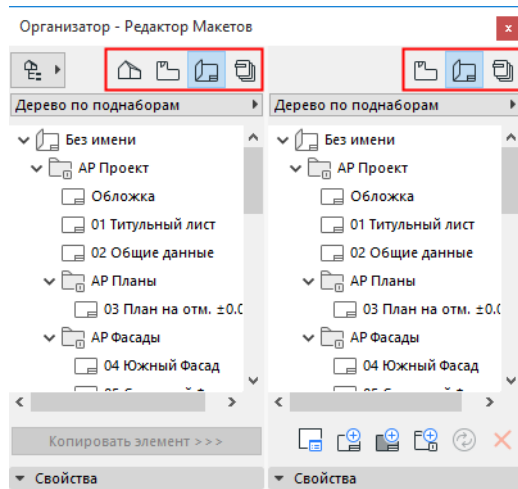 Организатор - Редактор Макетов
Дерево по поднаборам
Без имени
АР Проект
Обложка
01 Титульный лист
02 Общие данные
АР Планы
03 План на отм. ±0.0
АР Фасады
04 Южный Фасад
Копировать элемент >>>
Свойства
Дерево по поднаборам
Без имени
АР Проект
Обложка
01 Титульный лист
02 Общие данные
АР Планы
03 План на отм. ±0.0
АР Фасады
04 Южный Фасад
Свойства